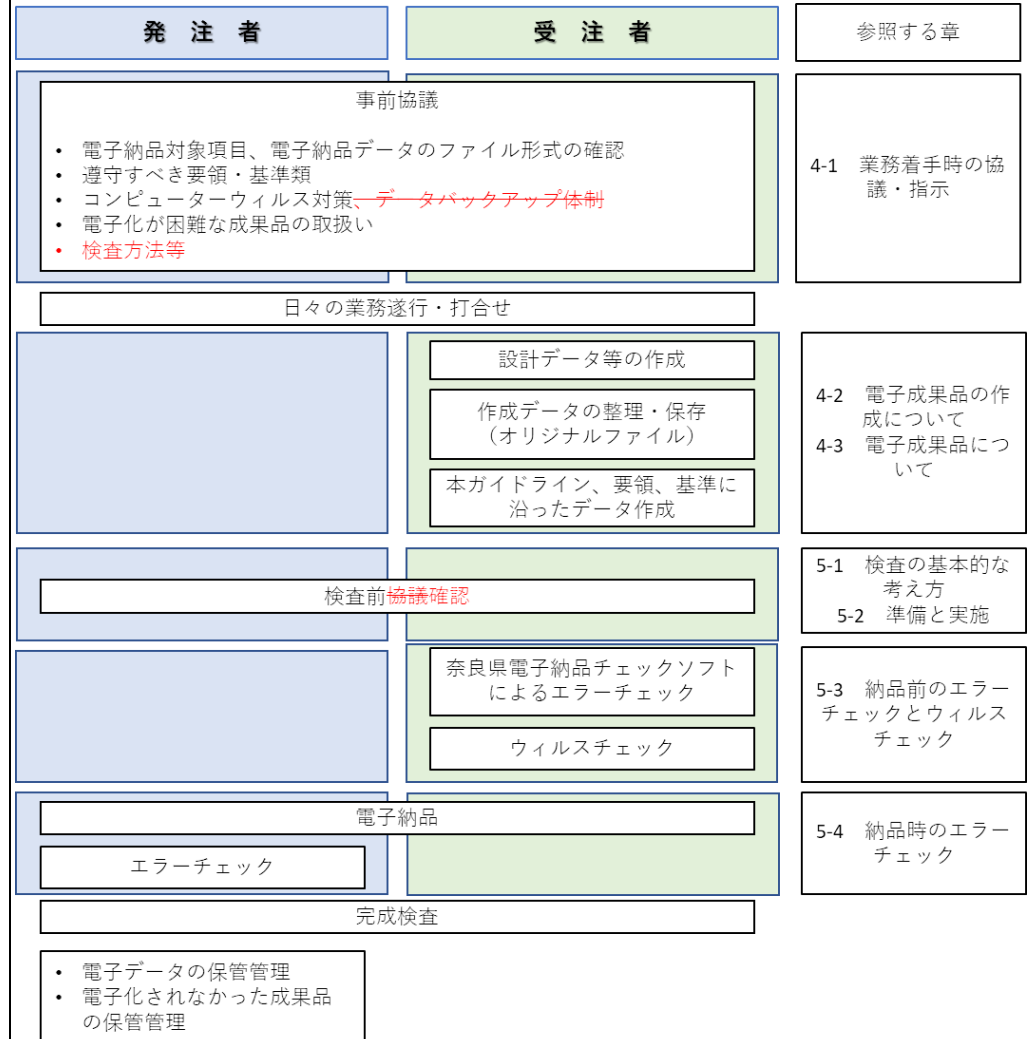 発 注 者
受 注 者
参照する章
事前協議
• 電子納品対象項目、電子納品データのファイル形式の確認
• 遵守すべき要領・基準類
• コンピューターウィルス対策、データバックアップ体制
• 電子化が困難な成果品の取扱い
• 検査方法等
4-1 業務着手時の協
議・指示
日々の業務遂行・打合せ
設計データ等の作成
作成データの整理・保存
(オリジナルファイル)
本ガイドライン、要領、基準に
沿ったデータ作成
4-2 電子成果品の作
成について
4-3 電子成果品につ
いて
検査前協議確認
5-1 検査の基本的な
考え方
5-2 準備と実施
奈良県電子納品チェックソフト
によるエラーチェック
ウィルスチェック
5-3 納品前のエラー
チェックとウィルス
チェック
電子納品
エラーチェック
5-4 納品時のエラー
チェック
完成検査
• 電子データの保管管理
• 電子化されなかった成果品
の保管管理